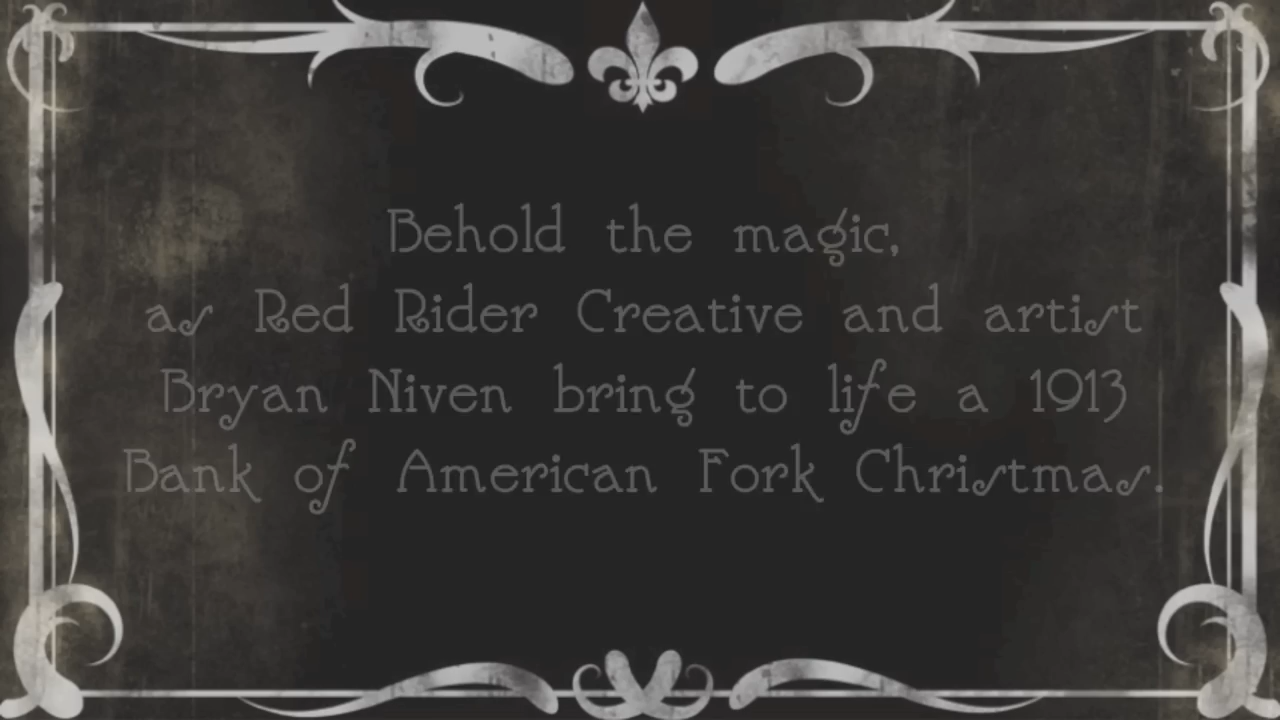 Behold the magic,
as Red Rider Creative and artist
Bryan Niven bring to life a 1913
Bank of American Fork Christmas.